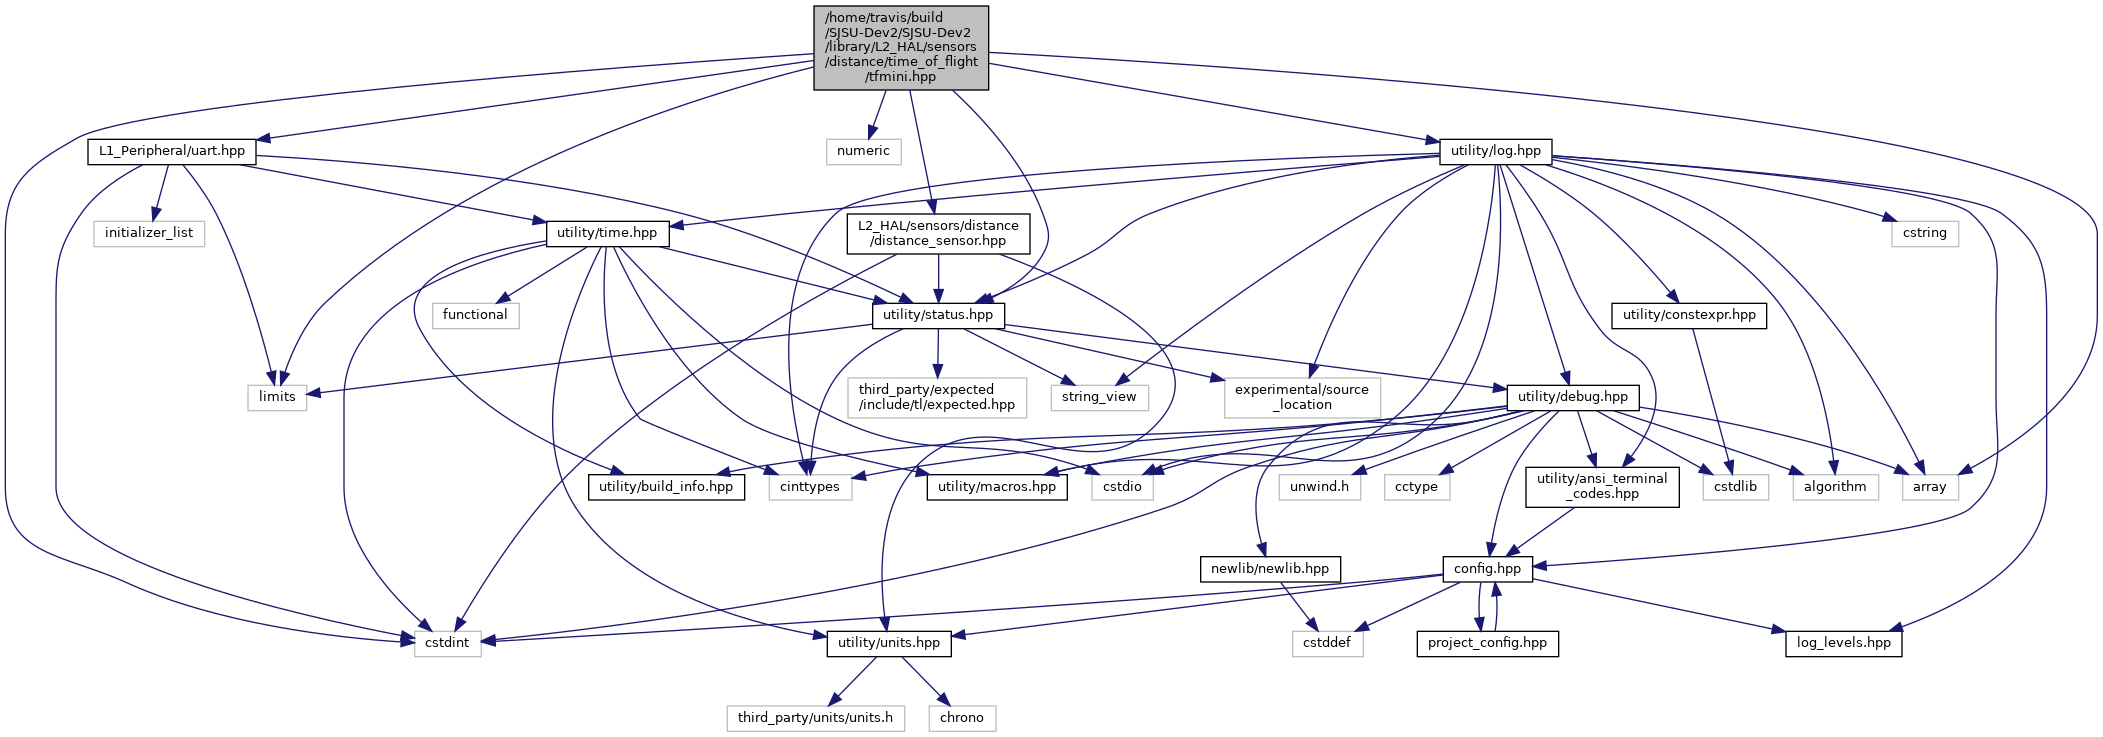 /home/travis/build
/SJSU-Dev2/SJSU-Dev2
/library/L2_HAL/sensors
/distance/time_of_flight
/tfmini.hpp
L1_Peripheral/uart.hpp
numeric
utility/log.hpp
initializer_list
utility/time.hpp
L2_HAL/sensors/distance
/distance_sensor.hpp
cstring
functional
utility/status.hpp
utility/constexpr.hpp
limits
third_party/expected
/include/tl/expected.hpp
string_view
experimental/source
_location
utility/debug.hpp
utility/build_info.hpp
cinttypes
utility/macros.hpp
cstdio
unwind.h
cctype
utility/ansi_terminal
_codes.hpp
cstdlib
algorithm
array
newlib/newlib.hpp
config.hpp
cstdint
utility/units.hpp
cstddef
project_config.hpp
log_levels.hpp
third_party/units/units.h
chrono